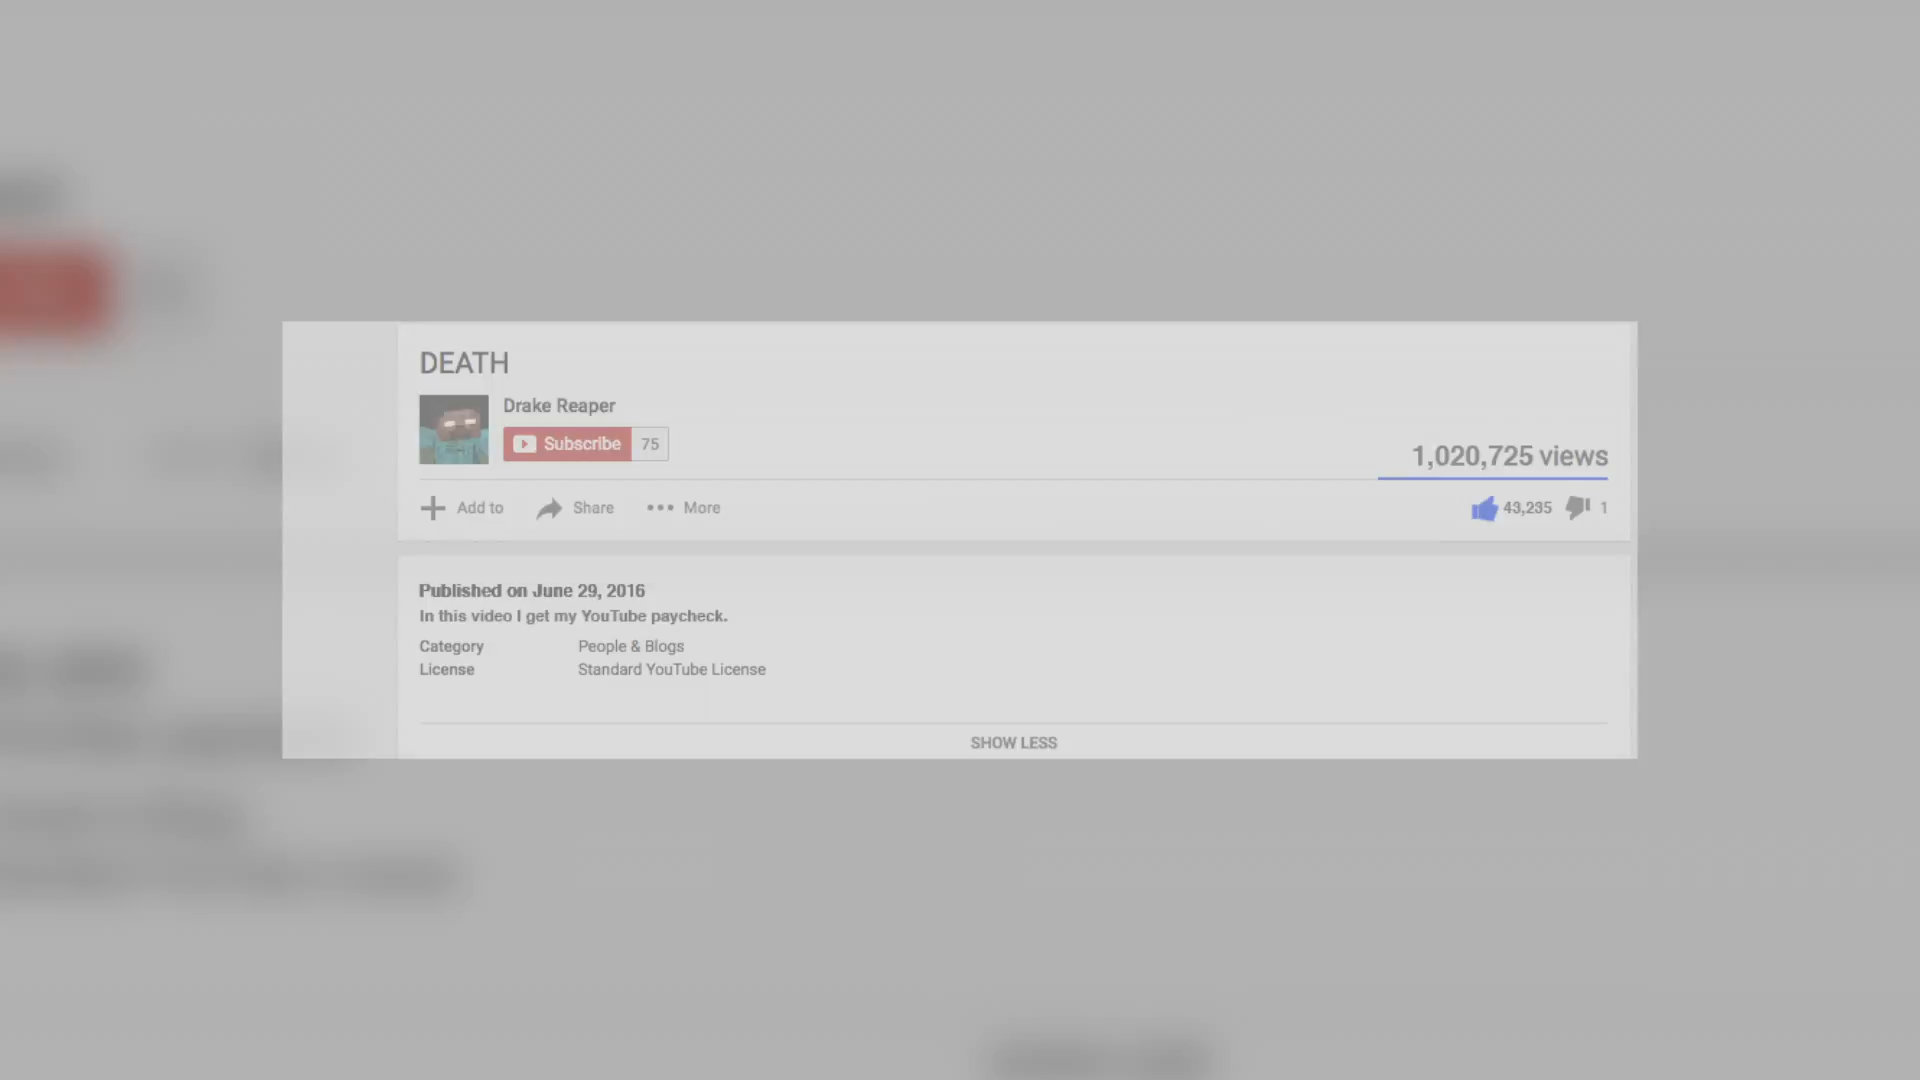 DEATH
Drake Reaper
Subscribe 75
1,020,725 views
Add to Share More 43,235 1
Published on June 29, 2016
In this video I get my YouTube paycheck.
Category People & Blogs
License Standard YouTube License
SHOW LESS